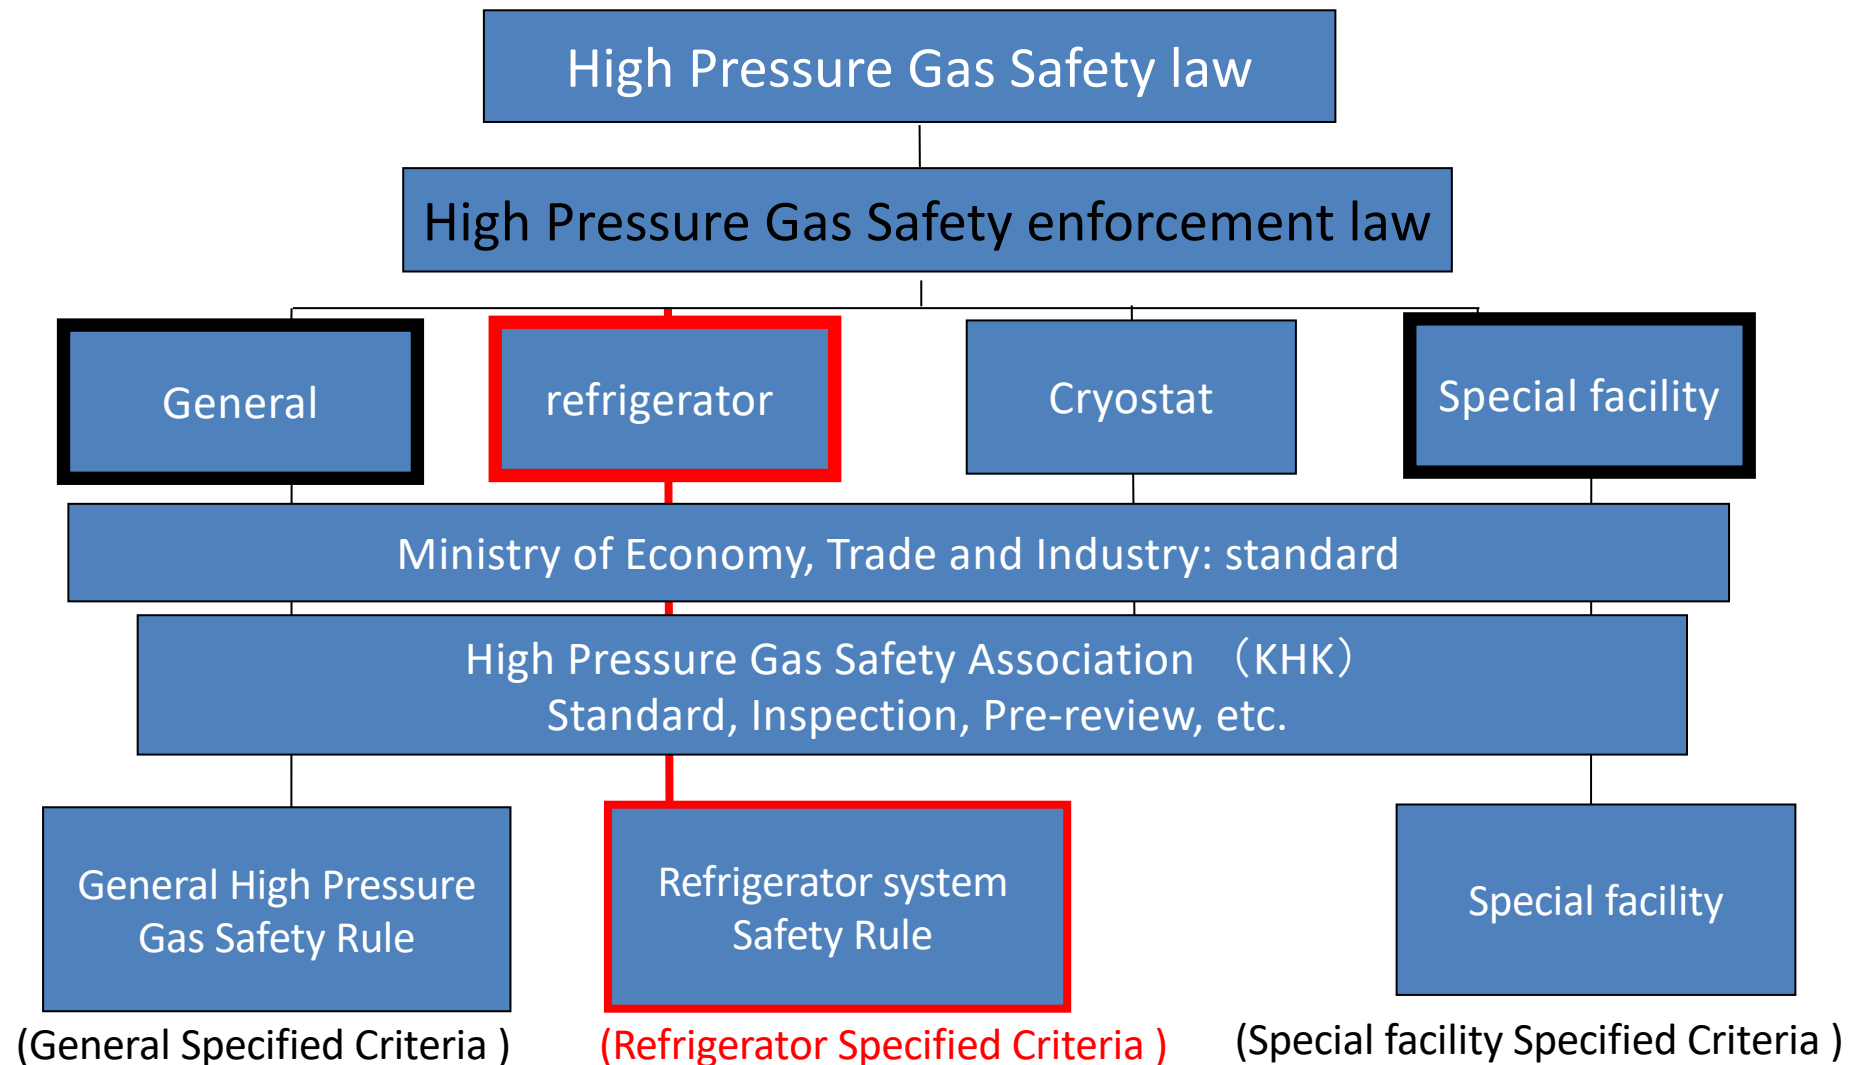 High Pressure Gas Safety law
High Pressure Gas Safety enforcement law
General
refrigerator
Cryostat
Special facility
Ministry of Economy, Trade and Industry: standard
High Pressure Gas Safety Association （KHK）
Standard, Inspection, Pre-review, etc.
General High Pressure
Gas Safety Rule
Refrigerator system
Safety Rule
Special facility
(General Specified Criteria )
(Refrigerator Specified Criteria )
(Special facility Specified Criteria )